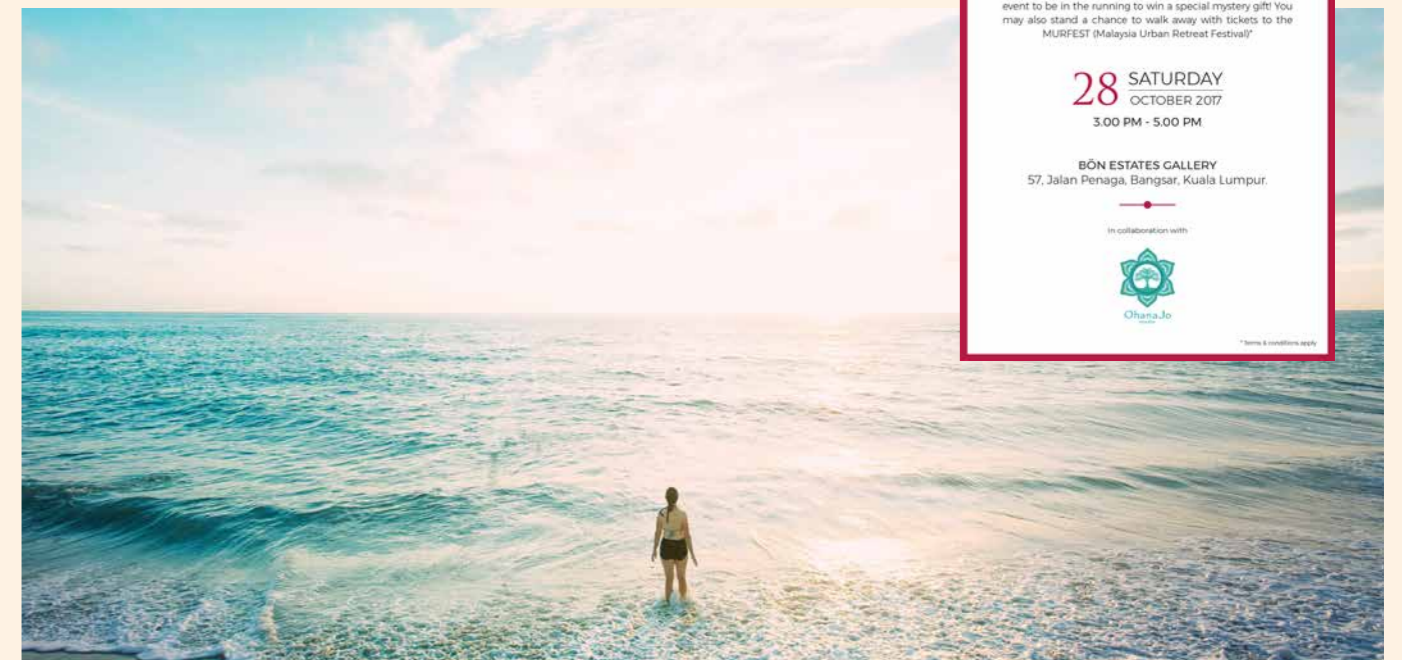 event to be in the running to win a special mystery gift! You
may also stand a chance to walk away with tickets to the
MURFEST (Malaysia Urban Retreat Festival)*
28 SATURDAY
OCTOBER 2017
3.00 PM - 5.00 PM
BÖN ESTATES GALLERY
57, Jalan Penaga, Bangsar, Kuala Lumpur.
In collaboration with
OhanaJo
studio
* Terms & conditions apply